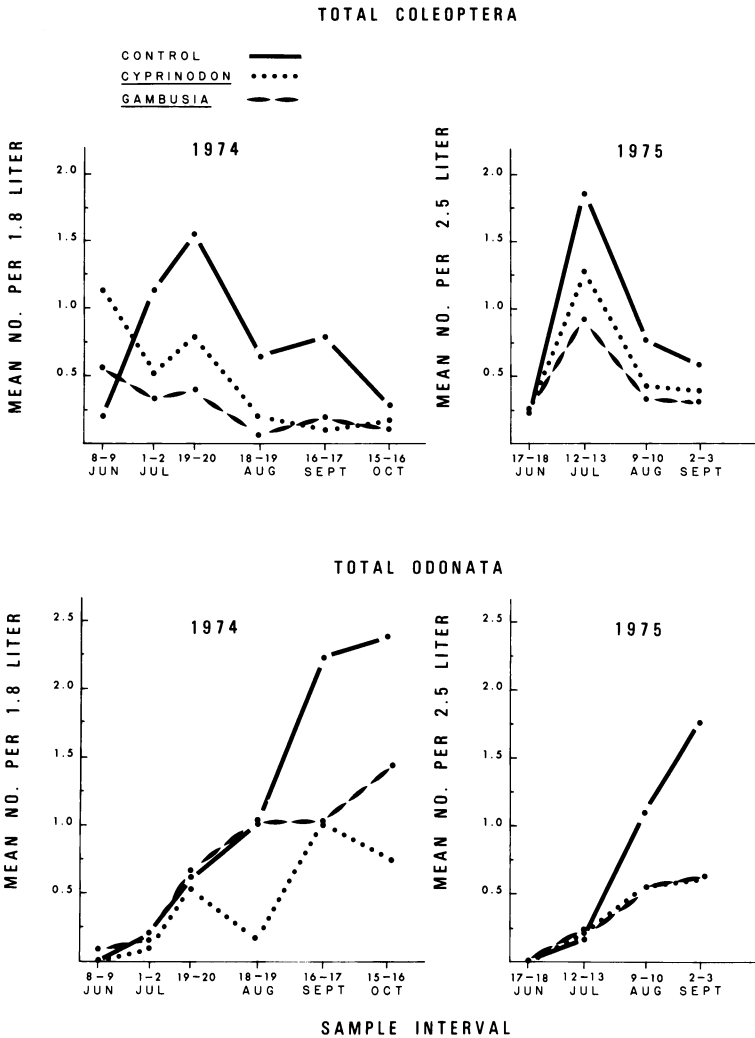 TOTAL COLEOPTERA
CONTROL
CYPRINODON
GAMBUSIA
1974
MEAN NO. PER 1.8 LITER
2.0
1.5
1.0
0.5
8-9 1-2 19-20 18-19 16-17 15-16
JUN JUL AUG SEPT OCT
1975
MEAN NO. PER 2.5 LITER
2.0
1.5
1.0
0.5
17-18 12-13 9-10 2-3
JUN JUL AUG SEPT
TOTAL ODONATA
1974
MEAN NO. PER 1.8 LITER
2.5
2.0
1.5
1.0
0.5
8-9 1-2 19-20 18-19 16-17 15-16
JUN JUL AUG SEPT OCT
1975
MEAN NO. PER 2.5 LITER
2.5
2.0
1.5
1.0
0.5
17-18 12-13 9-10 2-3
JUN JUL AUG SEPT
SAMPLE INTERVAL